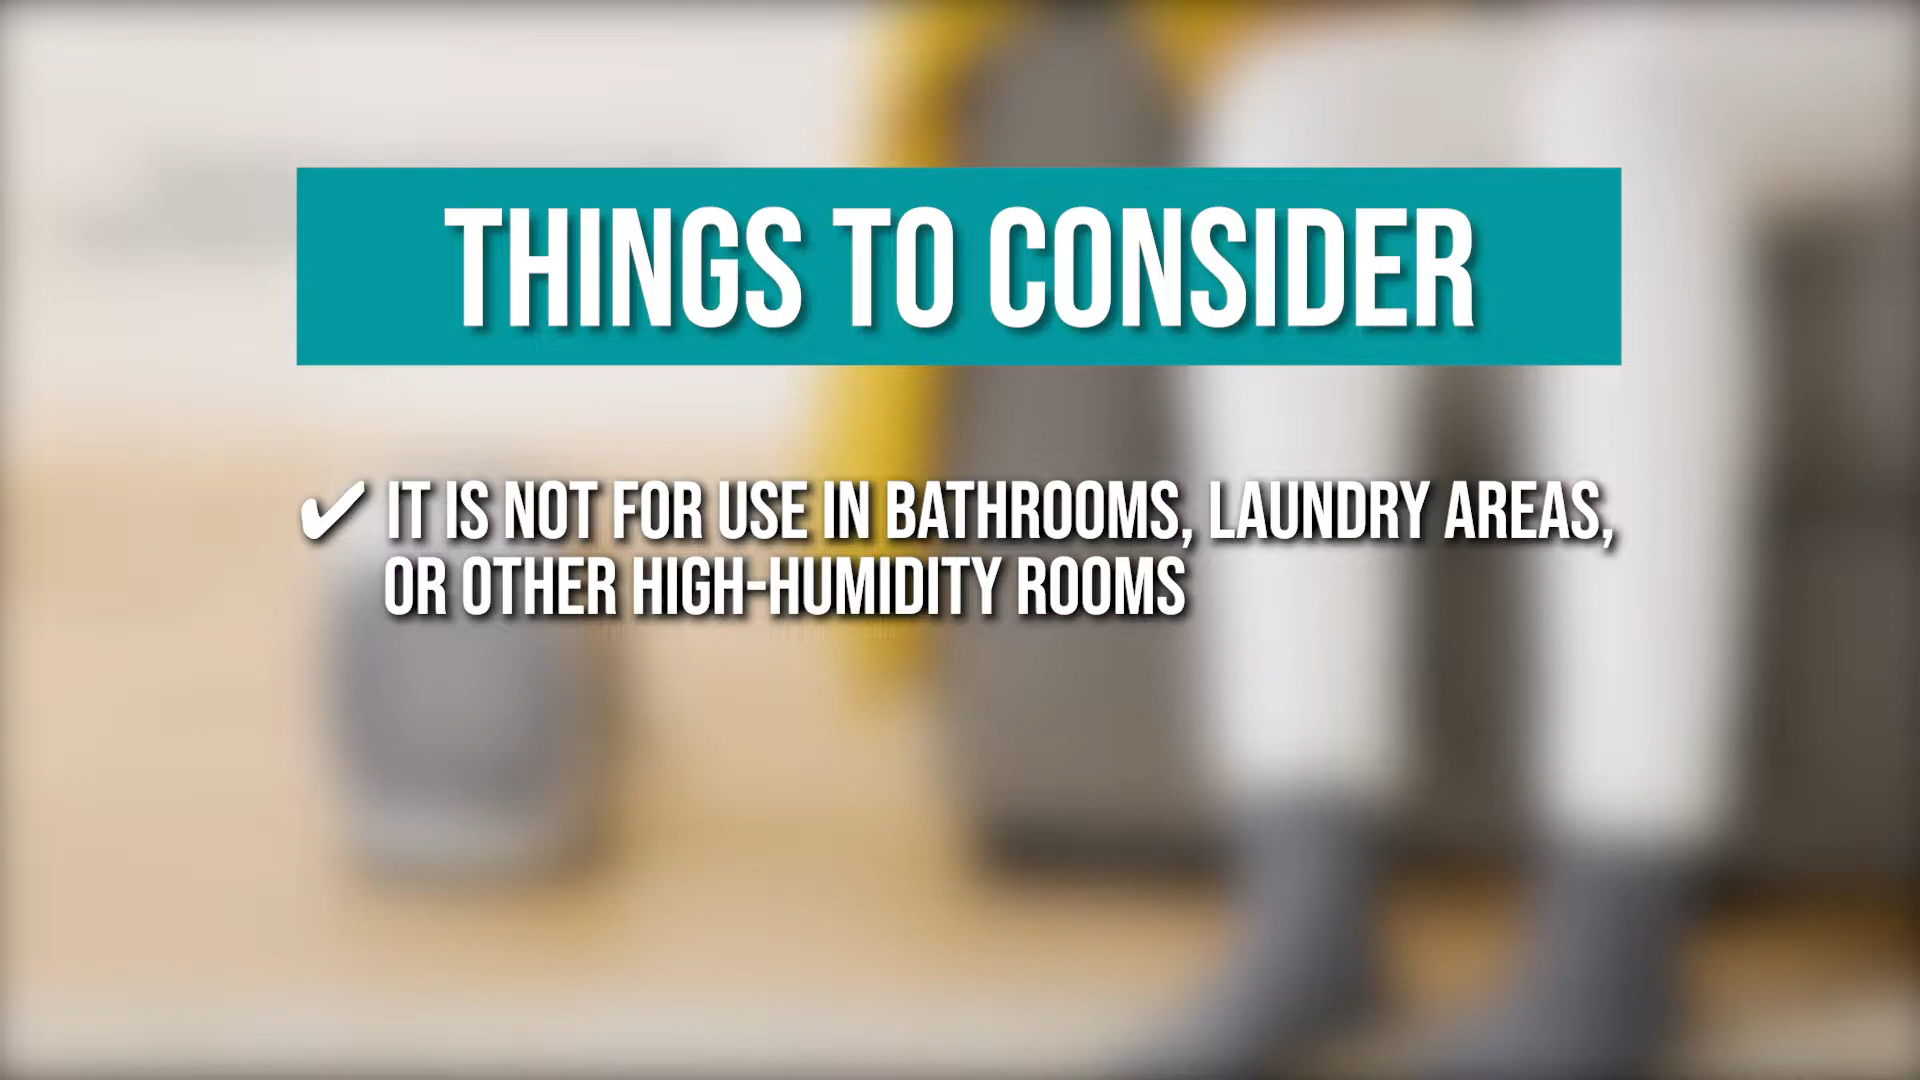 THINGS TO CONSIDER
✔ IT IS NOT FOR USE IN BATHROOMS, LAUNDRY AREAS,
OR OTHER HIGH-HUMIDITY ROOMS